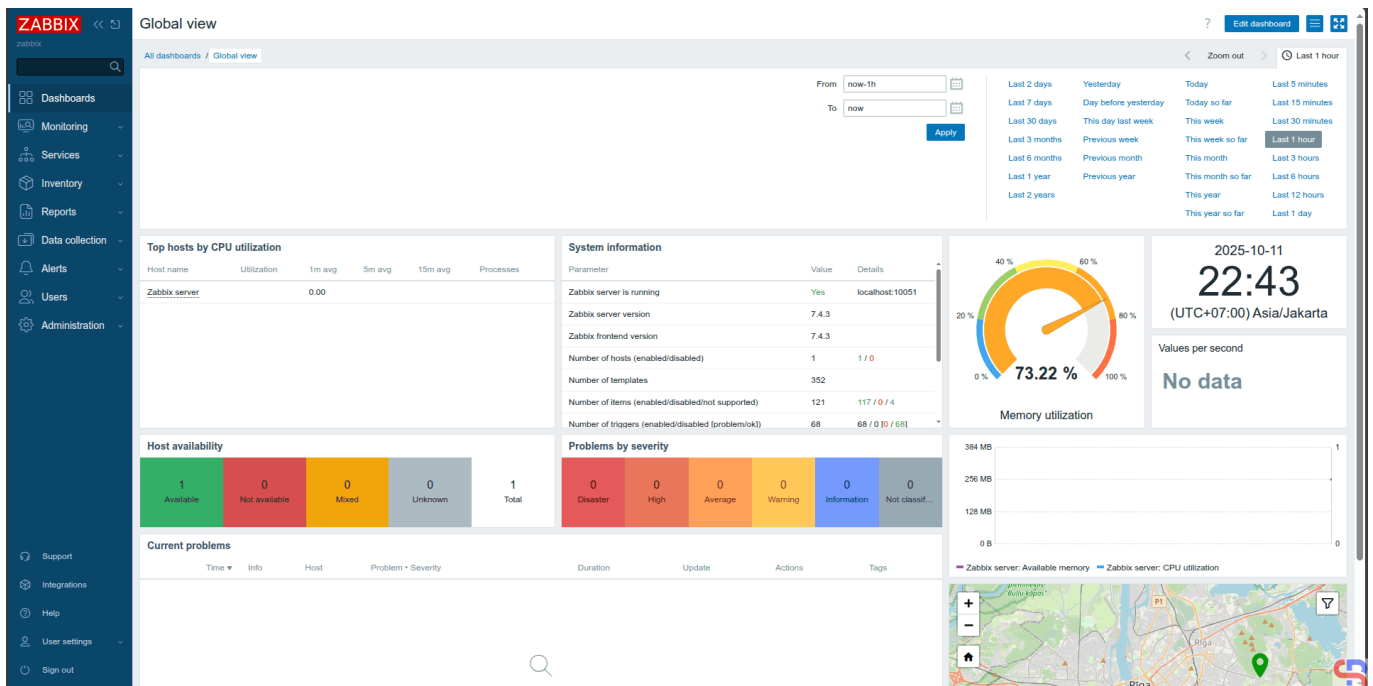 ZABBIX
zabbix
Dashboards
Monitoring
Services
Inventory
Reports
Data collection
Alerts
Users
Administration
Support
Integrations
Help
User settings
Sign out
Global view
? Edit dashboard
All dashboards / Global view
Zoom out Last 1 hour
From now-1h
To now
Apply
Last 2 days Yesterday Today Last 5 minutes
Last 7 days Day before yesterday Today so far Last 15 minutes
Last 30 days This day last week This week Last 30 minutes
Last 3 months Previous week This week so far Last 1 hour
Last 6 months Previous month This month Last 3 hours
Last 1 year Previous year This month so far Last 6 hours
Last 2 years This year Last 12 hours
This year so far Last 1 day
Top hosts by CPU utilization
Host name Utilization 1m avg 5m avg 15m avg Processes
Zabbix server 0.00
System information
Parameter Value Details
Zabbix server is running Yes localhost:10051
Zabbix server version 7.4.3
Zabbix frontend version 7.4.3
Number of hosts (enabled/disabled) 1 1 / 0
Number of templates 352
Number of items (enabled/disabled/not supported) 121 117 / 0 / 4
Number of triggers (enabled/disabled [problem/ok]) 68 68 / 0 [0 / 68]
40 % 60 %
20 % 80 %
0 % 73.22 % 100 %
Memory utilization
2025-10-11
22:43
(UTC+07:00) Asia/Jakarta
Values per second
No data
Host availability
1 0 0 0 1
Available Not available Mixed Unknown Total
Problems by severity
0 0 0 0 0 0
Disaster High Average Warning Information Not classif...
384 MB 1
256 MB
128 MB
0 B 0
Zabbix server: Available memory Zabbix server: CPU utilization
Current problems
Time ▼ Info Host Problem • Severity Duration Update Actions Tags
+
−
P1
Rīga
Rīga